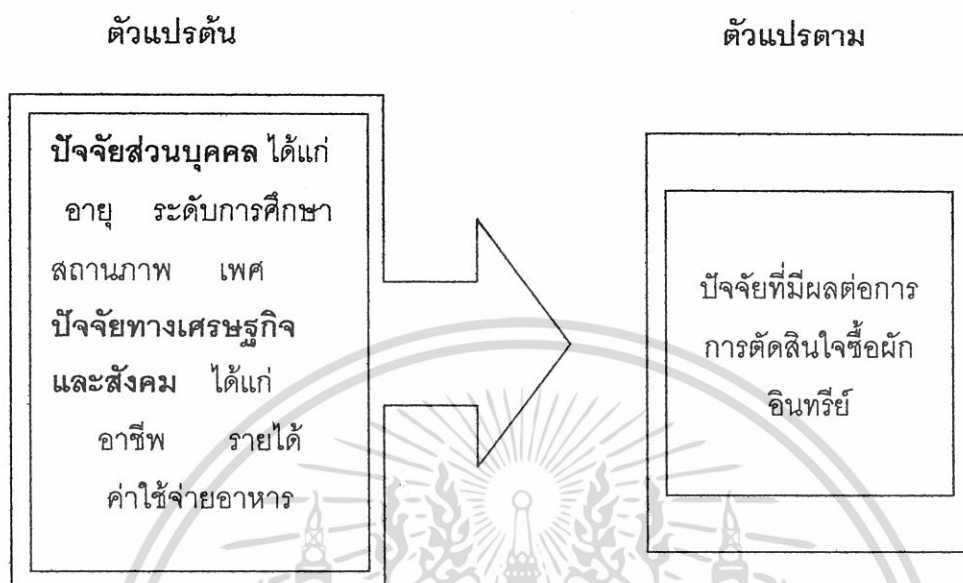 ตัวแปรต้น
ปัจจัยส่วนบุคคล ได้แก่
อายุ ระดับการศึกษา
สถานภาพ เพศ
ปัจจัยทางเศรษฐกิจ
และสังคม ได้แก่
อาชีพ รายได้
ค่าใช้จ่ายอาหาร
ตัวแปรตาม
ปัจจัยที่มีผลต่อการ
การตัดสินใจซื้อผัก
อินทรีย์